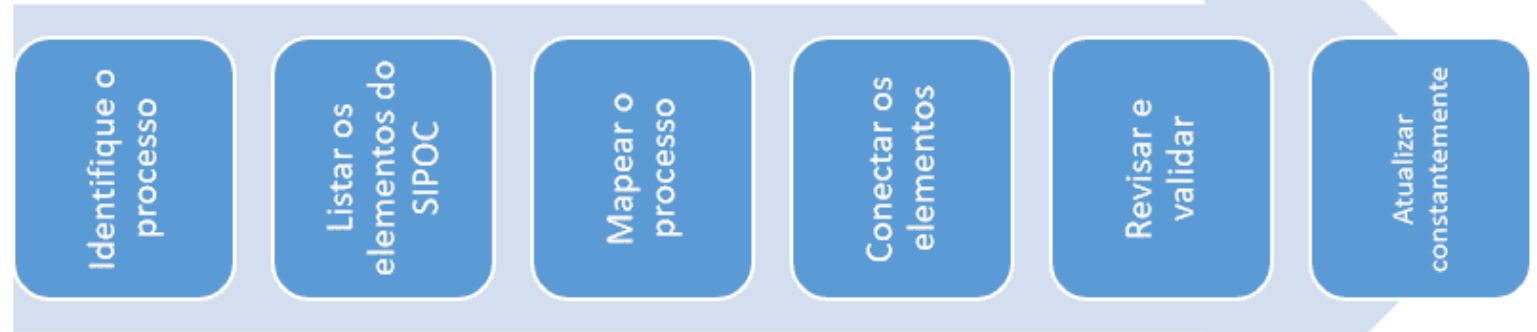 Identifique o
processo
Listar os
elementos do
SIPOC
Mapear o
processo
Conectar os
elementos
Revisar e
validar
Atualizar
constantemente